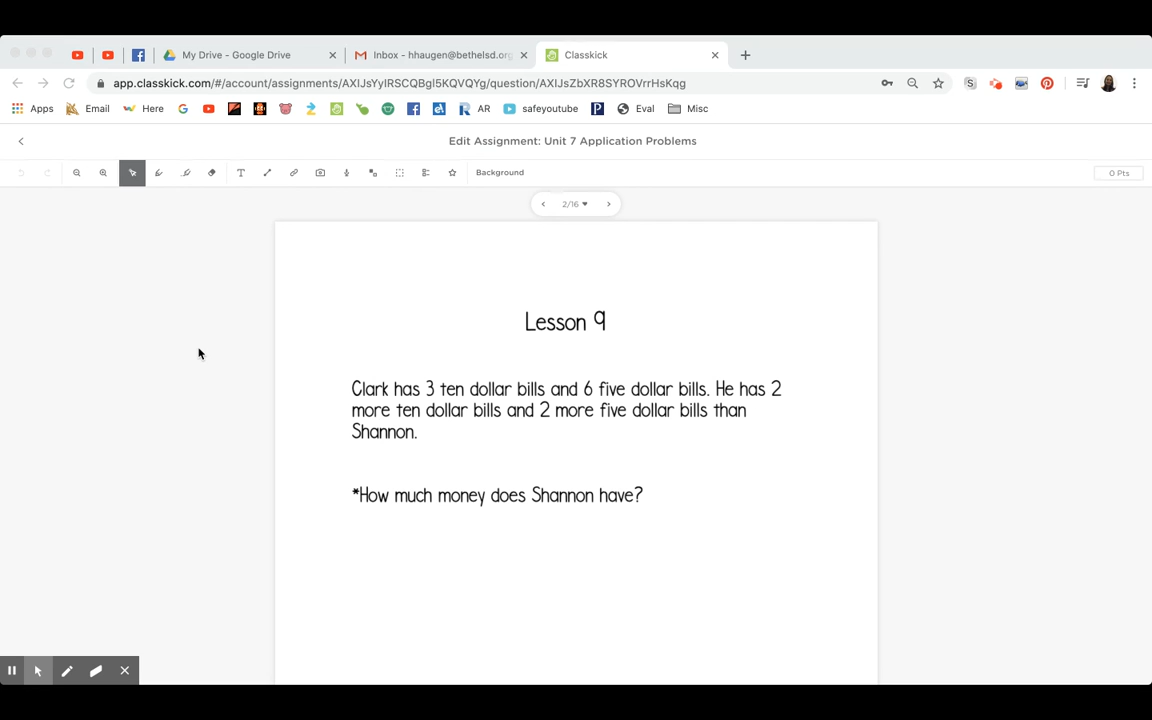 My Drive - Google Drive
Inbox - hhaugen@bethelsd.org
Classkick
app.classkick.com/#/account/assignments/AXIJsYyIRSCQBgI5KQVQYg/question/AXIJsZbXR8SYROVrrHsKqg
Apps Email Here AR safeyoutube Eval Misc
Edit Assignment: Unit 7 Application Problems
Background
0 Pts
2/16
Lesson 9
Clark has 3 ten dollar bills and 6 five dollar bills. He has 2
more ten dollar bills and 2 more five dollar bills than
Shannon.
*How much money does Shannon have?